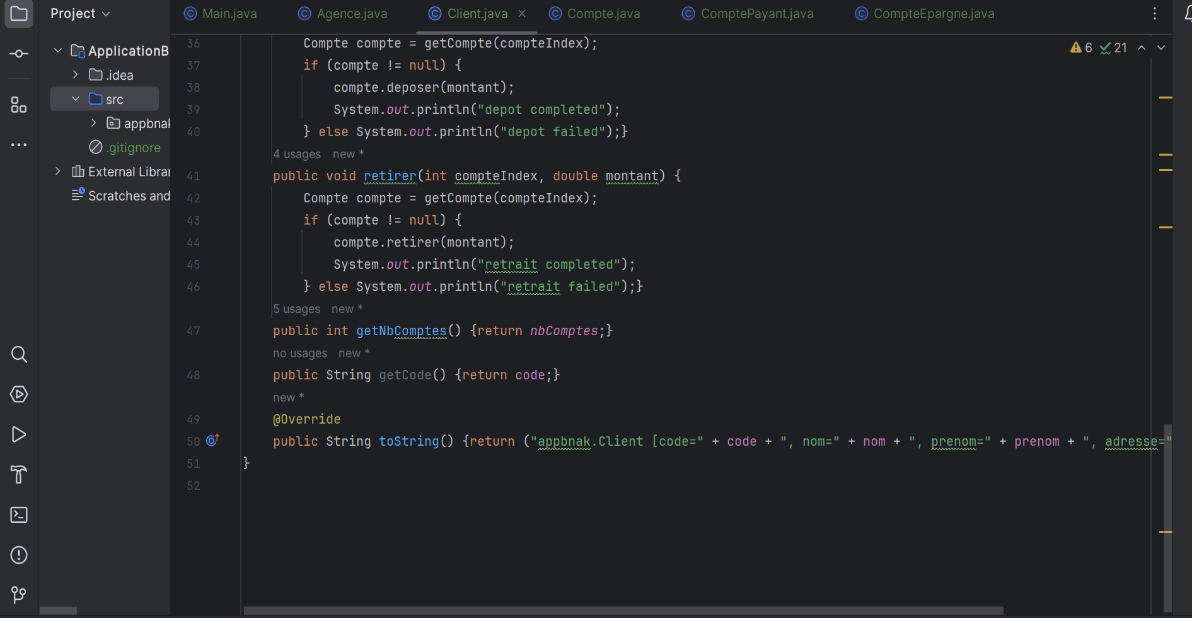 Project
Main.java
Agence.java
Client.java
Compte.java
ComptePayant.java
CompteEpargne.java
ApplicationB
.idea
src
appbnak
.gitignore
External Librar
Scratches and
6 21
36 Compte compte = getCompte(compteIndex);
37 if (compte != null) {
38 compte.deposer(montant);
39 System.out.println("depot completed");
40 } else System.out.println("depot failed");}
4 usages new *
41 public void retirer(int compteIndex, double montant) {
42 Compte compte = getCompte(compteIndex);
43 if (compte != null) {
44 compte.retirer(montant);
45 System.out.println("retrait completed");
46 } else System.out.println("retrait failed");}
5 usages new *
47 public int getNbComptes() {return nbComptes;}
no usages new *
48 public String getCode() {return code;}
new *
49 @Override
50 public String toString() {return ("appbnak.Client [code=" + code + ", nom=" + nom + ", prenom=" + prenom + ", adresse="
51 }
52